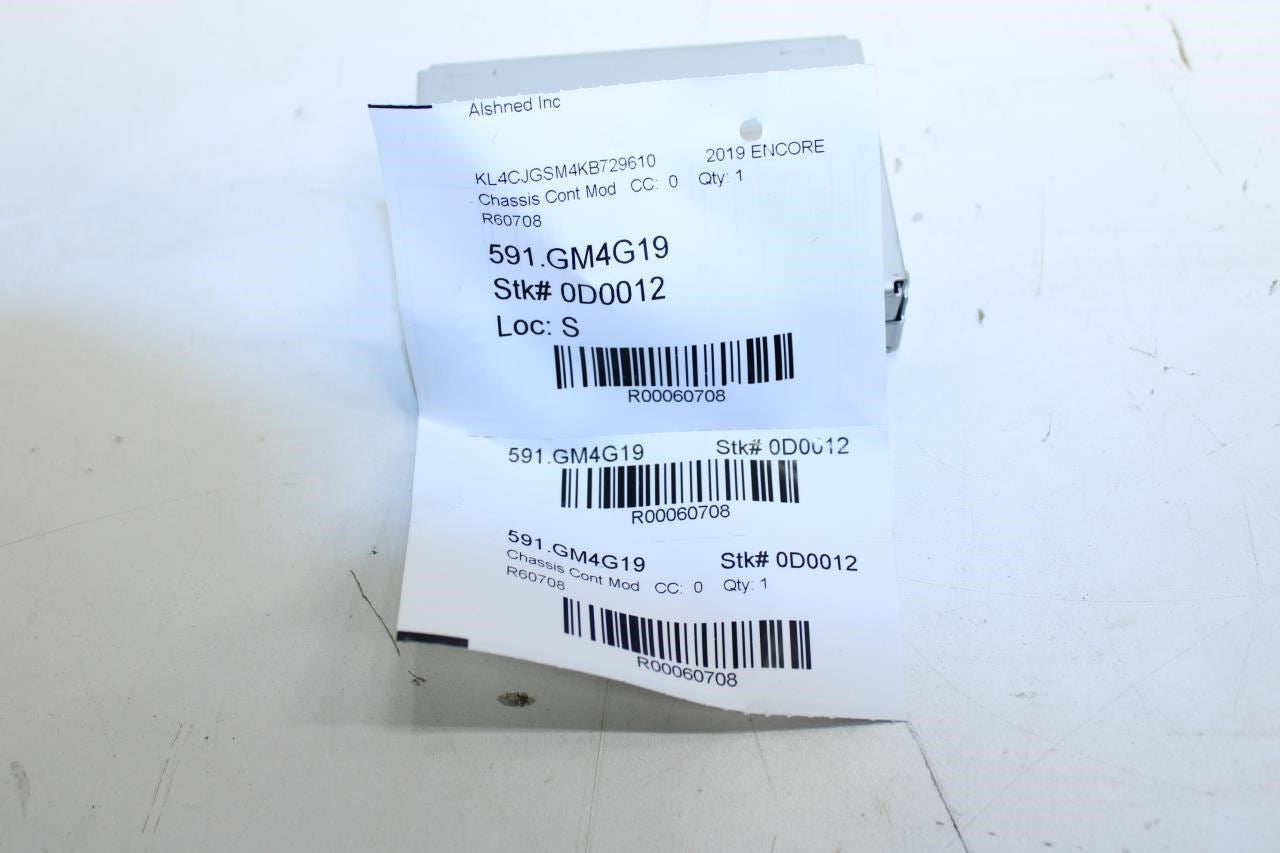 Alshned Inc
KL4CJGSM4KB729610 2019 ENCORE
Chassis Cont Mod CC: 0 Qty: 1
R60708
591.GM4G19
Stk# 0D0012
Loc: S
R00060708
591.GM4G19 Stk# 0D0012
R00060708
591.GM4G19 Stk# 0D0012
Chassis Cont Mod CC: 0 Qty: 1
R60708
R00060708